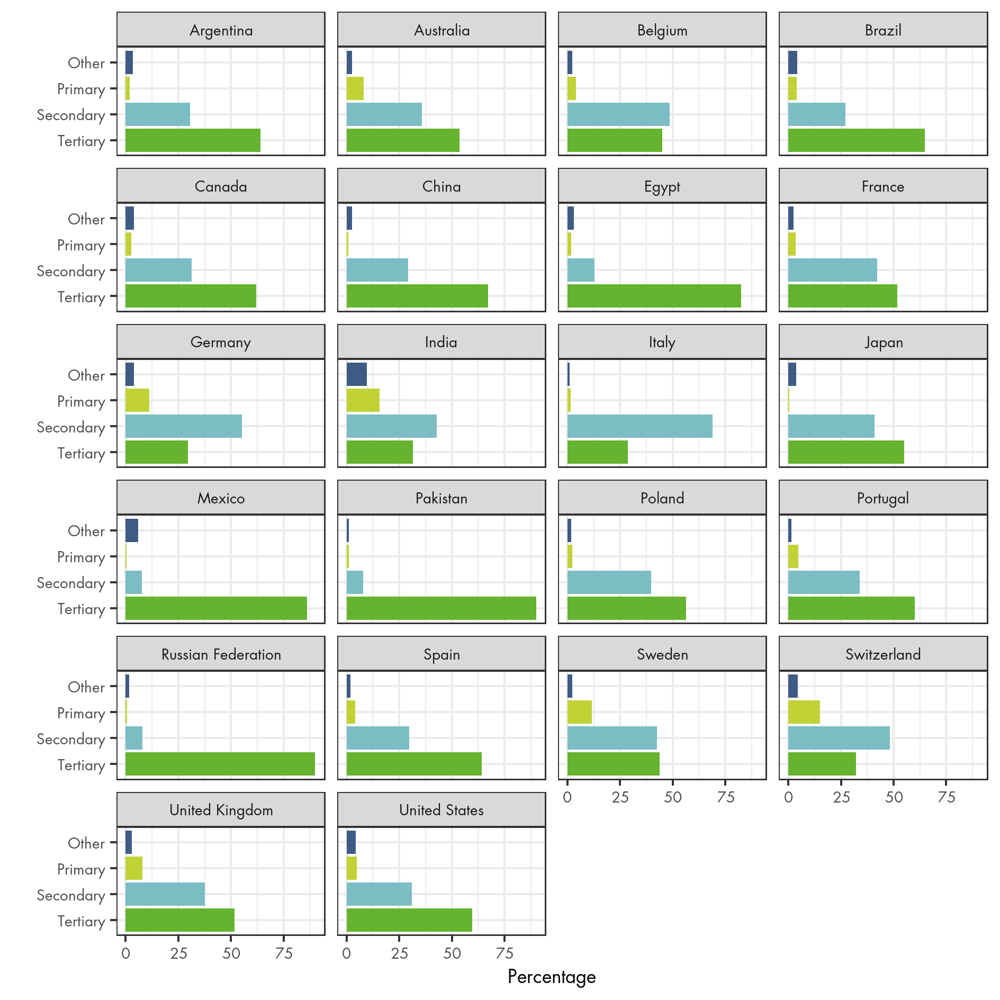 Argentina
Australia
Belgium
Brazil
Other
Primary
Secondary
Tertiary
Canada
China
Egypt
France
Other
Primary
Secondary
Tertiary
Germany
India
Italy
Japan
Other
Primary
Secondary
Tertiary
Mexico
Pakistan
Poland
Portugal
Other
Primary
Secondary
Tertiary
Russian Federation
Spain
Sweden
Switzerland
Other
Primary
Secondary
Tertiary
0 25 50 75
0 25 50 75
United Kingdom
United States
Other
Primary
Secondary
Tertiary
0 25 50 75
0 25 50 75
Percentage